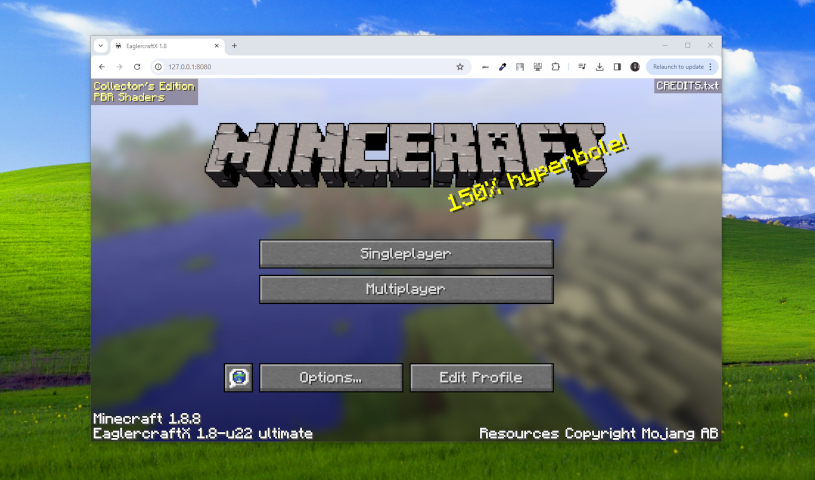 EaglercraftX 1.8
127.0.0.1:8080
Relaunch to update
Collector's Edition
PBR Shaders
CREDITS.txt
MINCERAFT
150% hyperbole!
Singleplayer
Multiplayer
Options...
Edit Profile
Minecraft 1.8.8
EaglercraftX 1.8-u22 ultimate
Resources Copyright Mojang AB